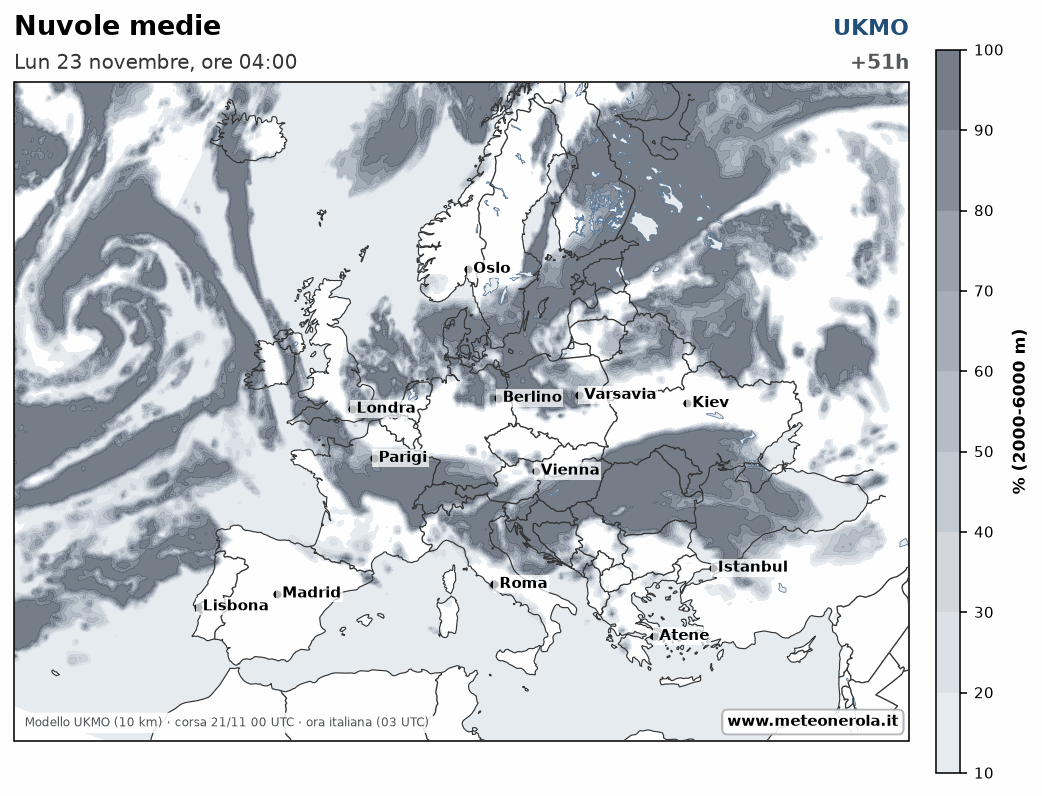 Nuvole medie
UKMO
Lun 23 novembre, ore 04:00
+51h
100
90
80
70
60
50
40
30
20
10
% (2000-6000 m)
Oslo
Londra
Berlino
Varsavia
Kiev
Parigi
Vienna
Istanbul
Roma
Madrid
Lisbona
Atene
Modello UKMO (10 km) · corsa 21/11 00 UTC · ora italiana (03 UTC)
www.meteonerola.it